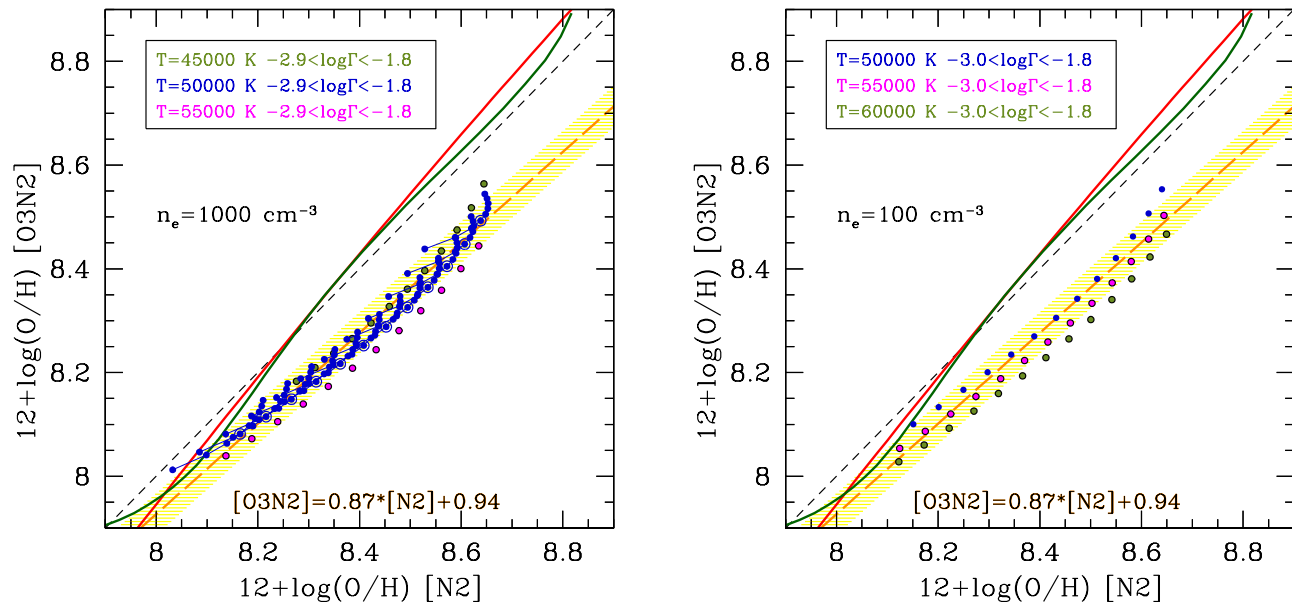 T=45000 K −2.9<logΓ<−1.8
T=50000 K −2.9<logΓ<−1.8
T=55000 K −2.9<logΓ<−1.8
nₑ=1000 cm⁻³
[O3N2]=0.87*[N2]+0.94
12+log(O/H) [O3N2]
8.8
8.6
8.4
8.2
8
8 8.2 8.4 8.6 8.8
12+log(O/H) [N2]
T=50000 K −3.0<logΓ<−1.8
T=55000 K −3.0<logΓ<−1.8
T=60000 K −3.0<logΓ<−1.8
nₑ=100 cm⁻³
[O3N2]=0.87*[N2]+0.94
12+log(O/H) [O3N2]
8.8
8.6
8.4
8.2
8
8 8.2 8.4 8.6 8.8
12+log(O/H) [N2]